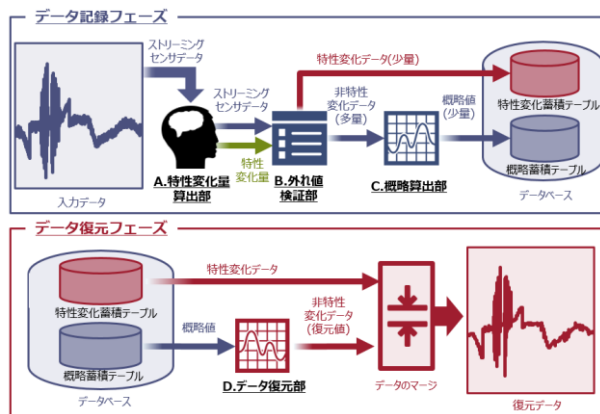 データ記録フェーズ
ストリーミング
センサデータ
ストリーミング
センサデータ
特性変化データ(少量)
非特性
変化データ
(多量)
概略値
(少量)
特性変化蓄積テーブル
概略蓄積テーブル
データベース
特性
変化量
A.特性変化量
算出部
B.外れ値
検証部
C.概略算出部
入力データ
データ復元フェーズ
特性変化データ
特性変化蓄積テーブル
概略値
非特性
変化データ
(復元値)
概略蓄積テーブル
D.データ復元部
データのマージ
データベース
復元データ